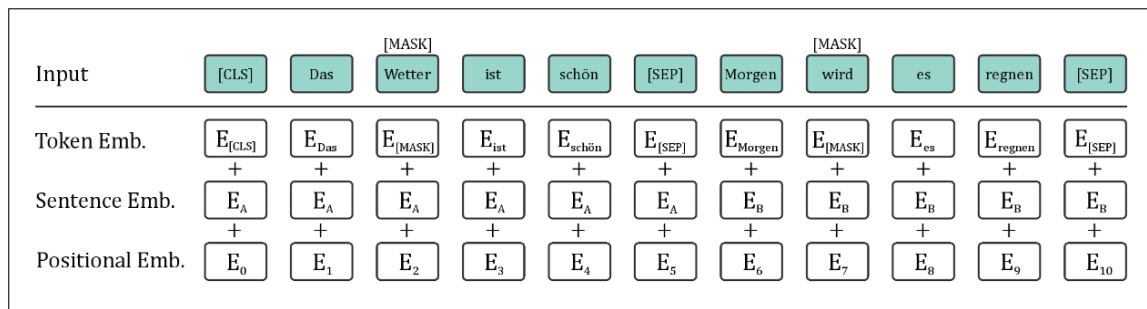 [MASK] [MASK]
Input [CLS] Das Wetter ist schön [SEP] Morgen wird es regnen [SEP]
Token Emb. E[CLS] EDas E[MASK] Eist Eschön E[SEP] EMorgen E[MASK] Ees Eregnen E[SEP]
+ + + + + + + + + + +
Sentence Emb. EA EA EA EA EA EA EB EB EB EB EB
+ + + + + + + + + + +
Positional Emb. E0 E1 E2 E3 E4 E5 E6 E7 E8 E9 E10